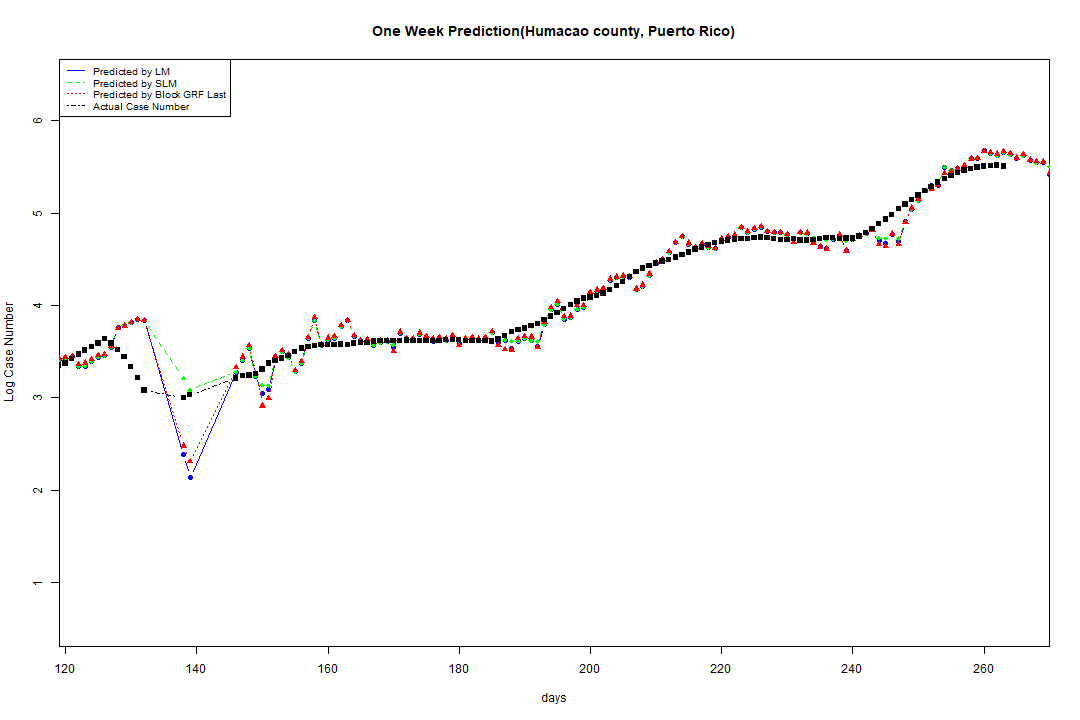 One Week Prediction(Humacao county, Puerto Rico)
Predicted by LM
Predicted by SLM
Predicted by Block GRF Last
Actual Case Number
Log Case Number
6
5
4
3
2
1
120 140 160 180 200 220 240 260
days